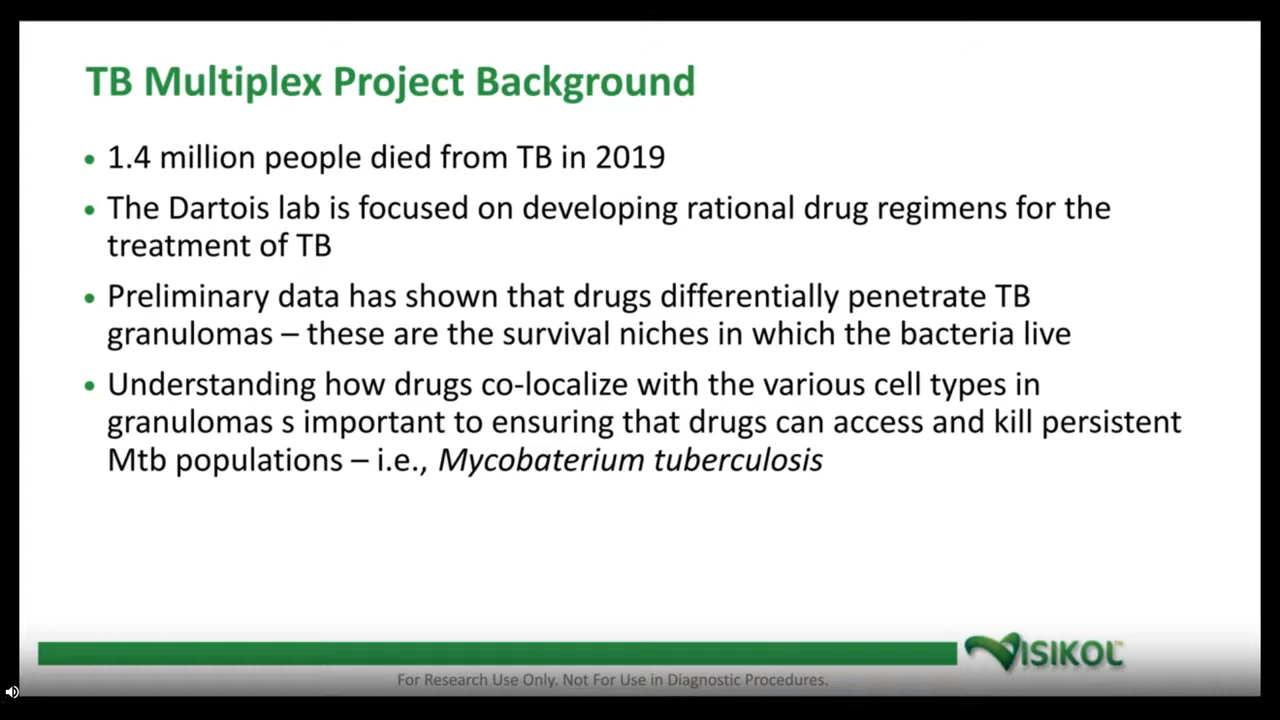 TB Multiplex Project Background
• 1.4 million people died from TB in 2019
• The Dartois lab is focused on developing rational drug regimens for the
treatment of TB
• Preliminary data has shown that drugs differentially penetrate TB
granulomas – these are the survival niches in which the bacteria live
• Understanding how drugs co-localize with the various cell types in
granulomas s important to ensuring that drugs can access and kill persistent
Mtb populations – i.e., Mycobaterium tuberculosis
VISIKOL™
For Research Use Only. Not For Use in Diagnostic Procedures.